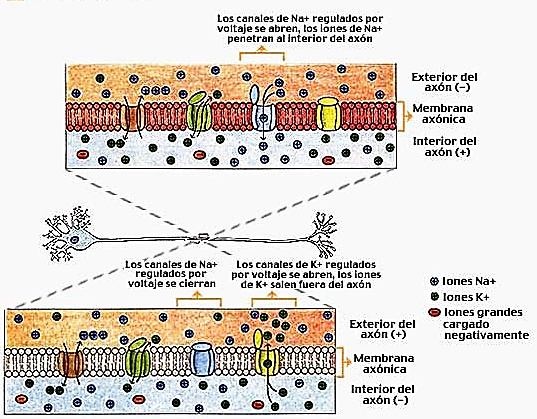 Los canales de Na+ regulados por
voltaje se abren, los iones de Na+
penetran al interior del axón
Exterior del
axón (−)
Membrana
axónica
Interior del
axón (+)
Los canales de Na+
regulados por
voltaje se cierran
Los canales de K+ regulados
por voltaje se abren, los iones
de K+ salen fuera del axón
Iones Na+
Iones K+
Iones grandes
cargado
negativamente
Exterior del
axón (+)
Membrana
axónica
Interior del
axón (−)